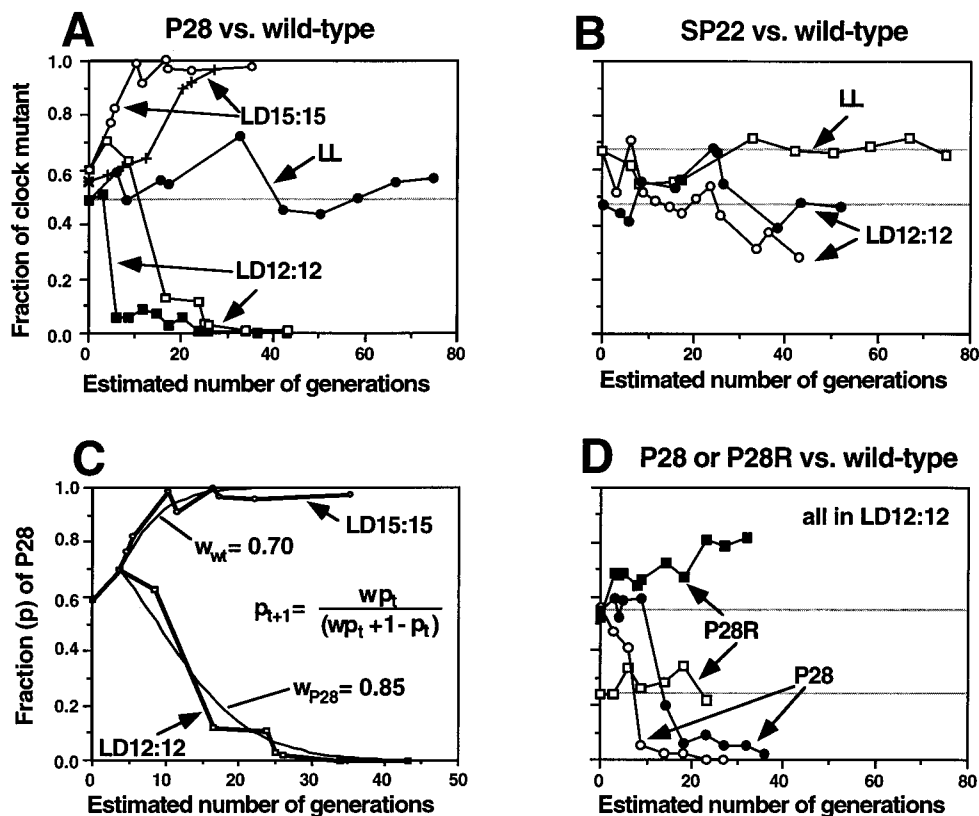 A
P28 vs. wild-type
Fraction of clock mutant
1.0
0.8
0.6
0.4
0.2
0.0
LD15:15
LL
LD12:12
0
20
40
60
80
Estimated number of generations
B
SP22 vs. wild-type
LL
LD12:12
0
20
40
60
80
Estimated number of generations
C
Fraction (p) of P28
1.0
0.8
0.6
0.4
0.2
0.0
LD15:15
w_wt= 0.70
p_t+1= wp_t / (wp_t +1- p_t)
w_P28= 0.85
LD12:12
0
10
20
30
40
50
Estimated number of generations
D
P28 or P28R vs. wild-type
all in LD12:12
P28R
P28
0
20
40
60
80
Estimated number of generations